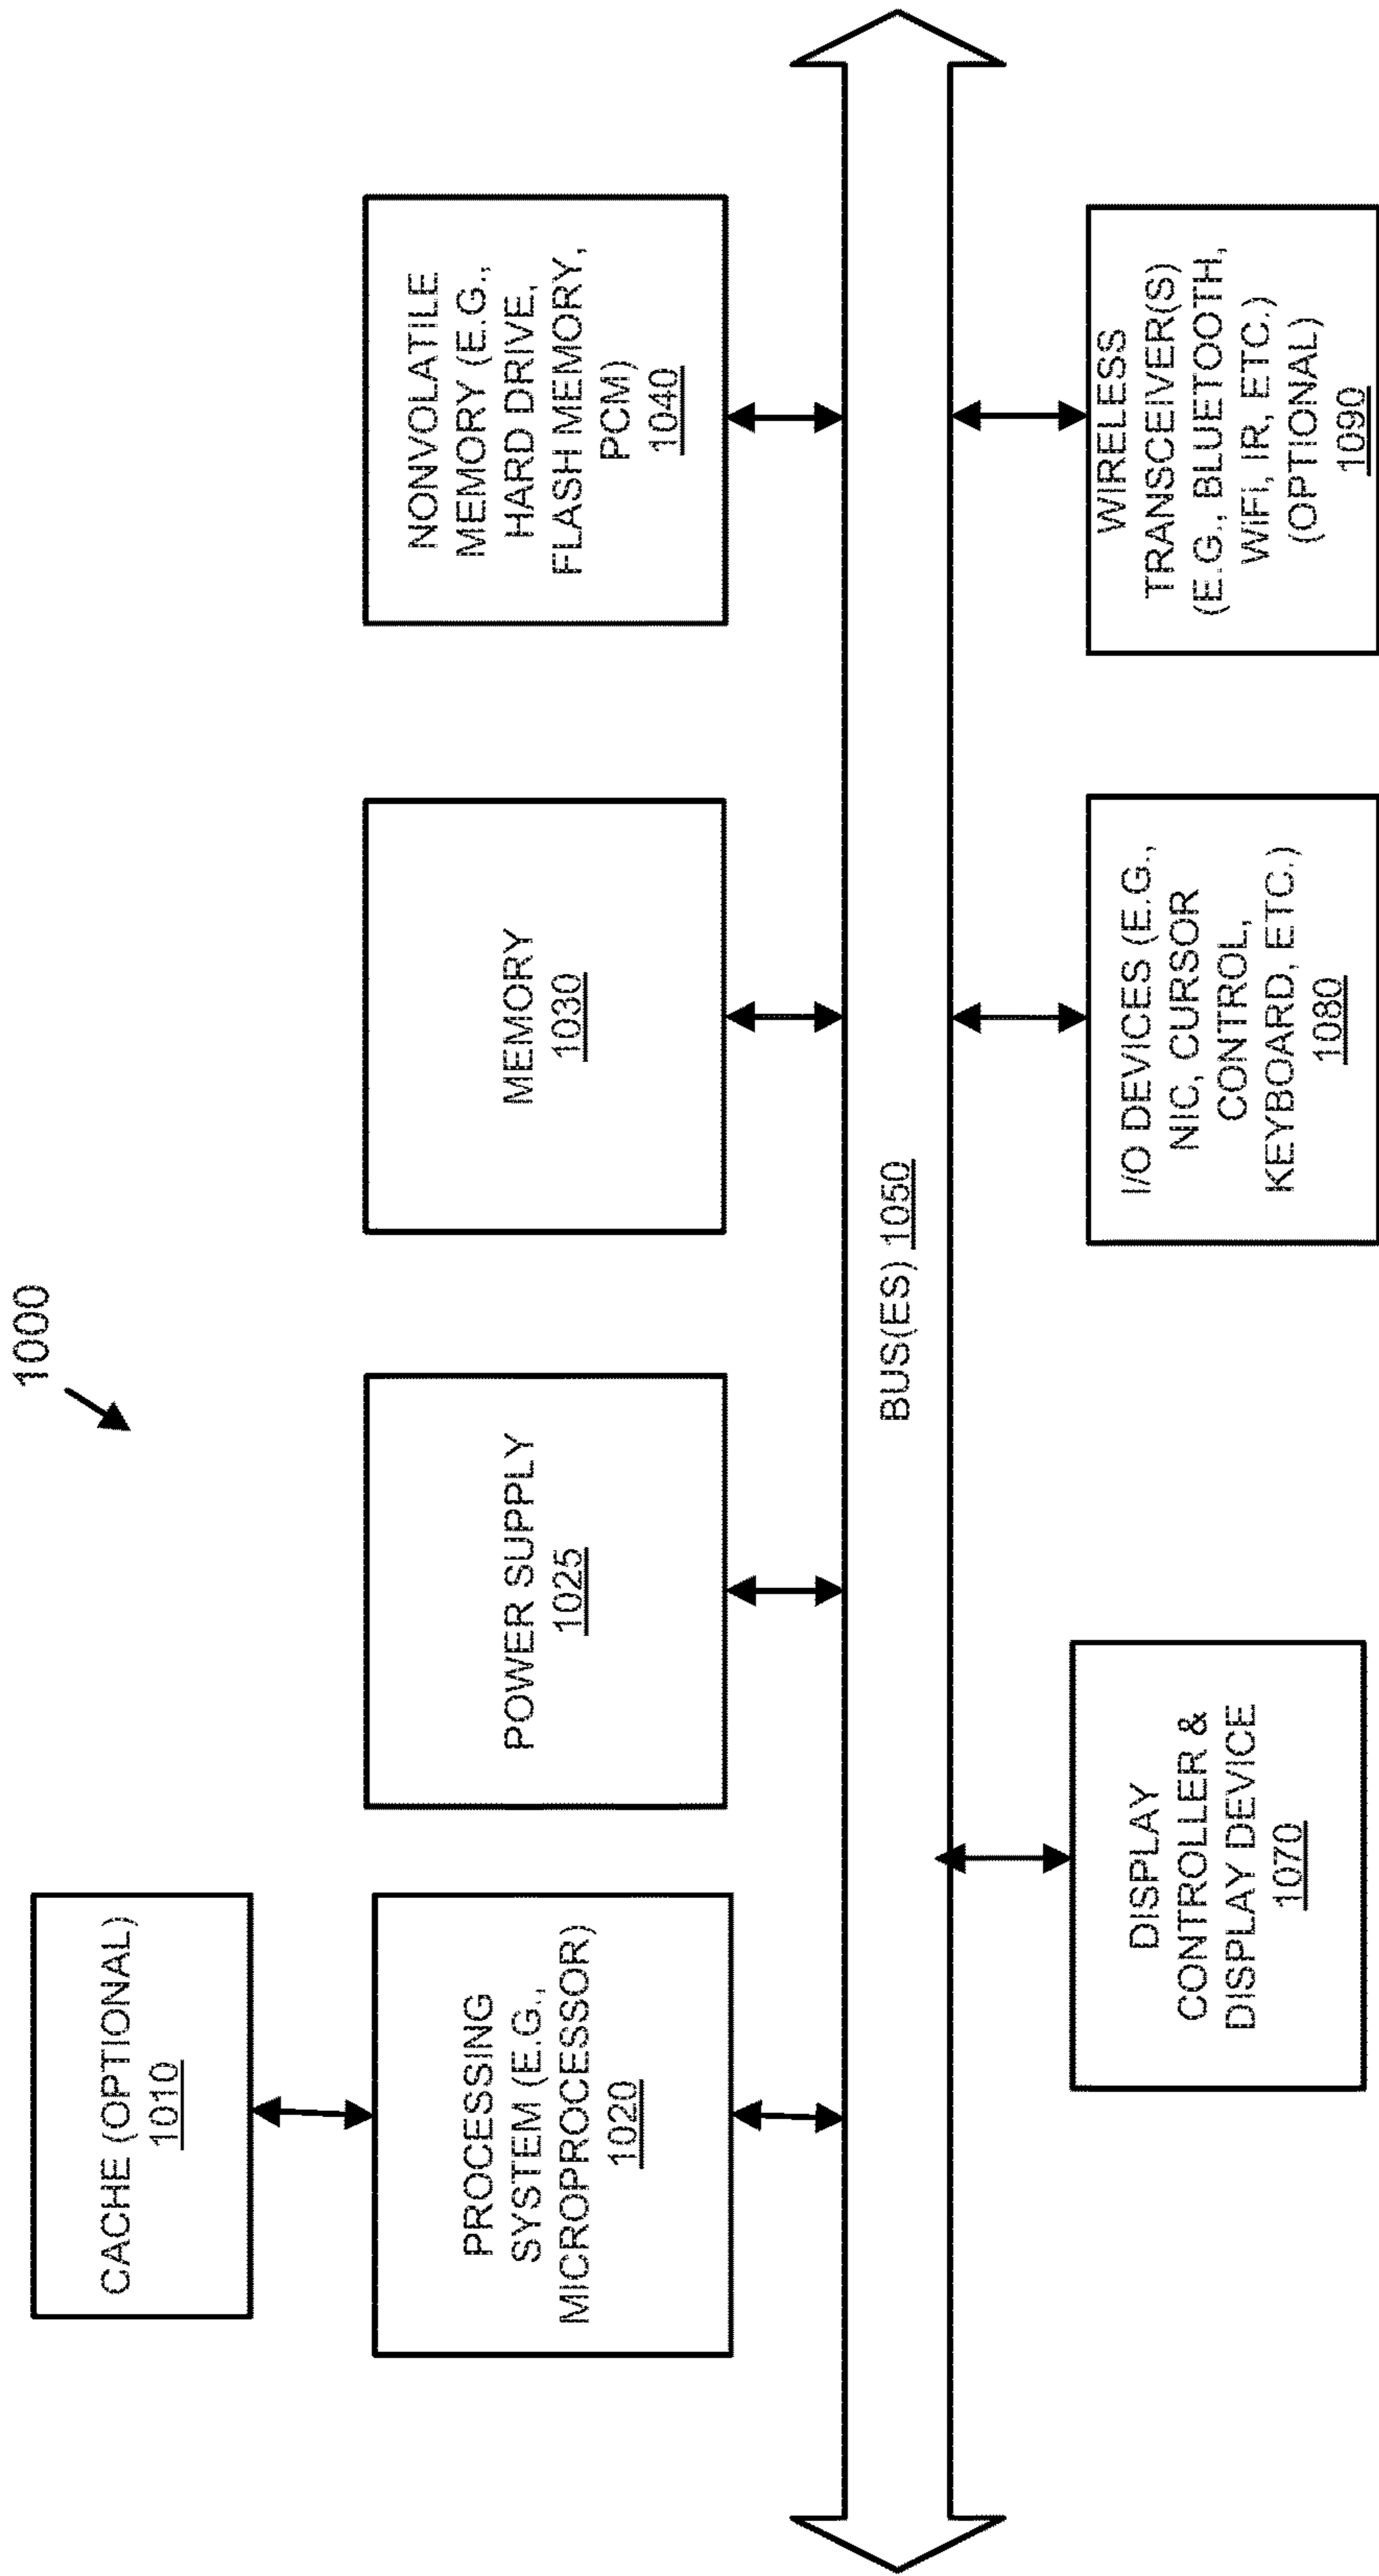 1000
CACHE (OPTIONAL)
1010
PROCESSING
SYSTEM (E.G.,
MICROPROCESSOR)
1020
POWER SUPPLY
1025
MEMORY
1030
NONVOLATILE
MEMORY (E.G.,
HARD DRIVE,
FLASH MEMORY,
PCM)
1040
BUS(ES) 1050
DISPLAY
CONTROLLER &
DISPLAY DEVICE
1070
I/O DEVICES (E.G.,
NIC, CURSOR
CONTROL,
KEYBOARD, ETC.)
1080
WIRELESS
TRANSCEIVER(S)
(E.G., BLUETOOTH,
WIFI, IR, ETC.)
(OPTIONAL)
1090